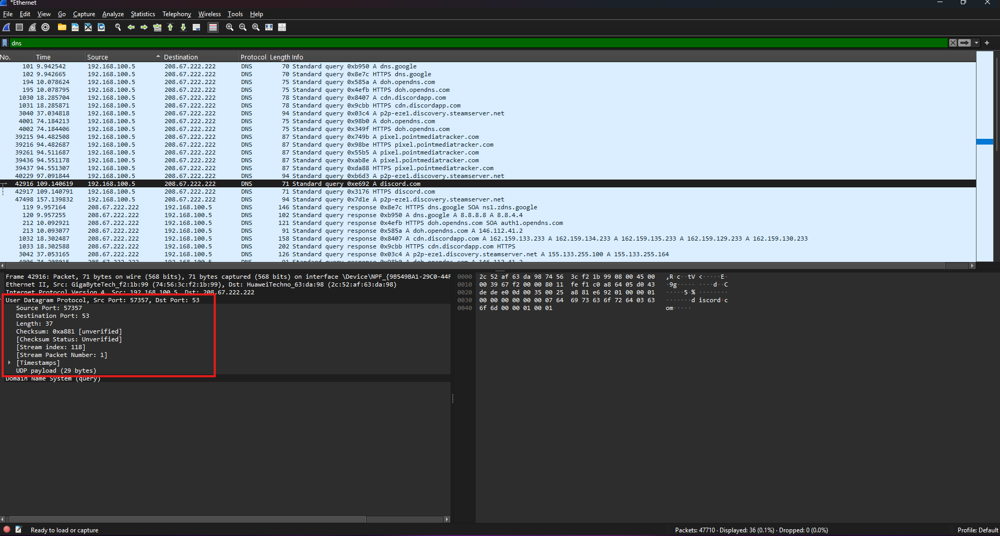 *Ethernet
File Edit View Go Capture Analyze Statistics Telephony Wireless Tools Help
dns
No. Time Source Destination Protocol Length Info
101 9.942542 192.168.100.5 208.67.222.222 DNS 70 Standard query 0xb950 A dns.google
102 9.942665 192.168.100.5 208.67.222.222 DNS 70 Standard query 0x8e7c HTTPS dns.google
194 10.078624 192.168.100.5 208.67.222.222 DNS 75 Standard query 0x585a A doh.opendns.com
195 10.078795 192.168.100.5 208.67.222.222 DNS 75 Standard query 0x4efb HTTPS doh.opendns.com
1030 18.285704 192.168.100.5 208.67.222.222 DNS 78 Standard query 0x8407 A cdn.discordapp.com
1031 18.285871 192.168.100.5 208.67.222.222 DNS 78 Standard query 0x9cbb HTTPS cdn.discordapp.com
3040 37.034818 192.168.100.5 208.67.222.222 DNS 94 Standard query 0x03c4 A p2p-eze1.discovery.steamserver.net
4001 74.184213 192.168.100.5 208.67.222.222 DNS 75 Standard query 0x98b0 A doh.opendns.com
4002 74.184406 192.168.100.5 208.67.222.222 DNS 75 Standard query 0x349f HTTPS doh.opendns.com
39215 94.482508 192.168.100.5 208.67.222.222 DNS 87 Standard query 0x749b A pixel.pointmediatracker.com
39216 94.482687 192.168.100.5 208.67.222.222 DNS 87 Standard query 0x98be HTTPS pixel.pointmediatracker.com
39261 94.511687 192.168.100.5 208.67.222.222 DNS 87 Standard query 0x55b5 A pixel.pointmediatracker.com
39436 94.551178 192.168.100.5 208.67.222.222 DNS 87 Standard query 0xab8e A pixel.pointmediatracker.com
39437 94.551307 192.168.100.5 208.67.222.222 DNS 87 Standard query 0xda88 HTTPS pixel.pointmediatracker.com
40229 97.091844 192.168.100.5 208.67.222.222 DNS 94 Standard query 0xb6d3 A p2p-eze1.discovery.steamserver.net
42916 109.140619 192.168.100.5 208.67.222.222 DNS 71 Standard query 0xe692 A discord.com
42917 109.140791 192.168.100.5 208.67.222.222 DNS 71 Standard query 0x3176 HTTPS discord.com
47498 157.139832 192.168.100.5 208.67.222.222 DNS 94 Standard query 0x7d1e A p2p-eze1.discovery.steamserver.net
119 9.957164 208.67.222.222 192.168.100.5 DNS 146 Standard query response 0x8e7c HTTPS dns.google SOA ns1.zdns.google
120 9.957255 208.67.222.222 192.168.100.5 DNS 102 Standard query response 0xb950 A dns.google A 8.8.8.8 A 8.8.4.4
212 10.092921 208.67.222.222 192.168.100.5 DNS 121 Standard query response 0x4efb HTTPS doh.opendns.com SOA auth1.opendns.com
213 10.093077 208.67.222.222 192.168.100.5 DNS 91 Standard query response 0x585a A doh.opendns.com A 146.112.41.2
1032 18.302487 208.67.222.222 192.168.100.5 DNS 158 Standard query response 0x8407 A cdn.discordapp.com A 162.159.133.233 A 162.159.134.233 A 162.159.135.233 A 162.159.129.233 A 162.159.130.233
1033 18.302588 208.67.222.222 192.168.100.5 DNS 202 Standard query response 0x9cbb HTTPS cdn.discordapp.com HTTPS
3042 37.053165 208.67.222.222 192.168.100.5 DNS 126 Standard query response 0x03c4 A p2p-eze1.discovery.steamserver.net A 155.133.255.100 A 155.133.255.164
4006 74.208015 208.67.222.222 192.168.100.5 DNS 91 Standard query response 0x98b0 A doh.opendns.com A 146.112.41.2
Frame 42916: Packet, 71 bytes on wire (568 bits), 71 bytes captured (568 bits) on interface \Device\NPF_{9B549BA1-29C0-44F
Ethernet II, Src: GigaByteTech_f2:1b:99 (74:56:3c:f2:1b:99), Dst: HuaweiTechno_63:da:98 (2c:52:af:63:da:98)
Internet Protocol Version 4, Src: 192.168.100.5, Dst: 208.67.222.222
User Datagram Protocol, Src Port: 57357, Dst Port: 53
Source Port: 57357
Destination Port: 53
Length: 37
Checksum: 0xa881 [unverified]
[Checksum Status: Unverified]
[Stream index: 118]
[Stream Packet Number: 1]
[Timestamps]
UDP payload (29 bytes)
Domain Name System (query)
0000 2c 52 af 63 da 98 74 56 3c f2 1b 99 08 00 45 00 ,R·c··tV <·····E·
0010 00 39 67 f2 00 00 80 11 fe f1 c0 a8 64 05 d0 43 ·9g····· ····d··C
0020 de de e0 0d 00 35 00 25 a8 81 e6 92 01 00 00 01 ·····5·% ········
0030 00 00 00 00 00 00 07 64 69 73 63 6f 72 64 03 63 ·······d iscord·c
0040 6f 6d 00 00 01 00 01 om·····
Ready to load or capture
Packets: 47710 · Displayed: 36 (0.1%) · Dropped: 0 (0.0%)
Profile: Default